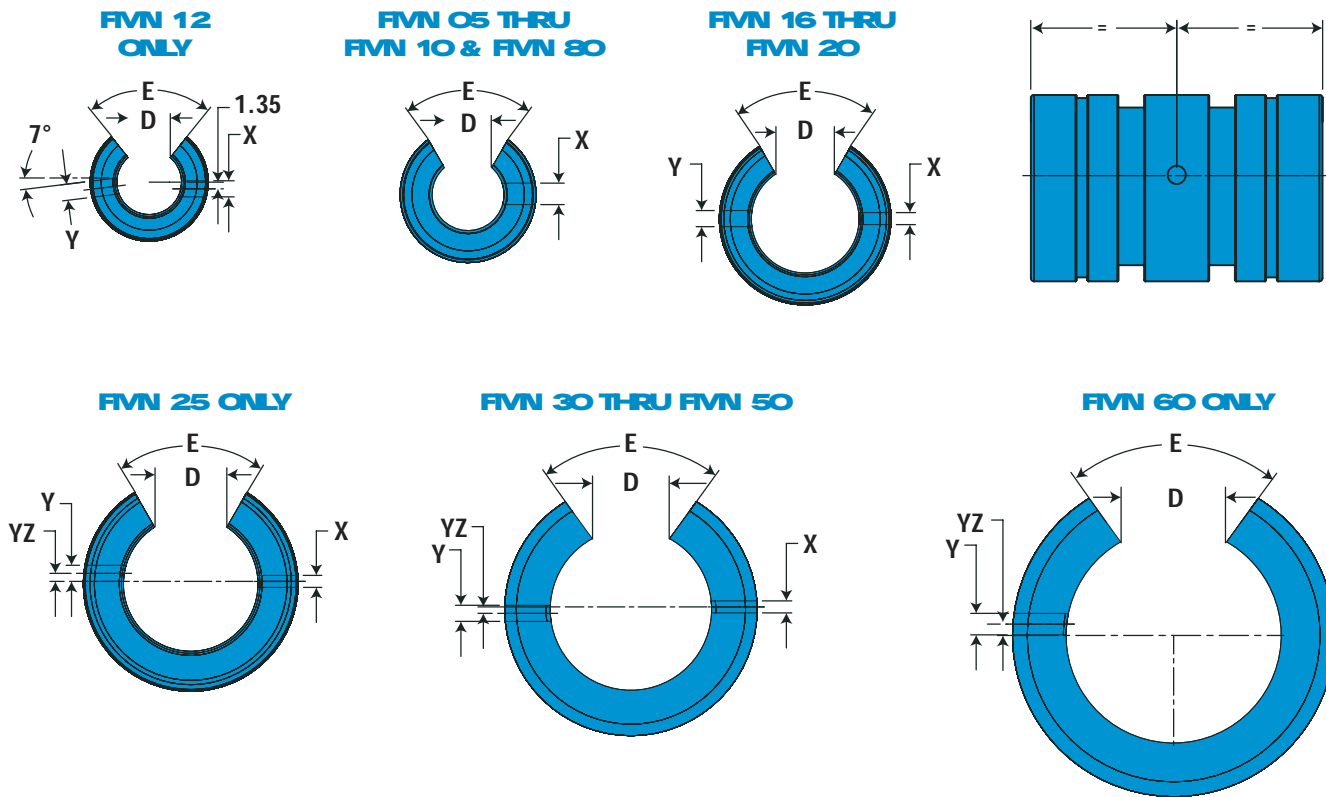 FIVN 12
ONLY
FIVN 05 THRU
FIVN 10 & FIVN 80
FIVN 16 THRU
FIVN 20
= =
E
D
1.35
X
7°
Y
E
D
X
E
D
Y
X
FIVN 25 ONLY
FIVN 30 THRU FIVN 50
FIVN 60 ONLY
E
D
Y
YZ
X
E
D
YZ
Y
X
E
D
YZ
Y